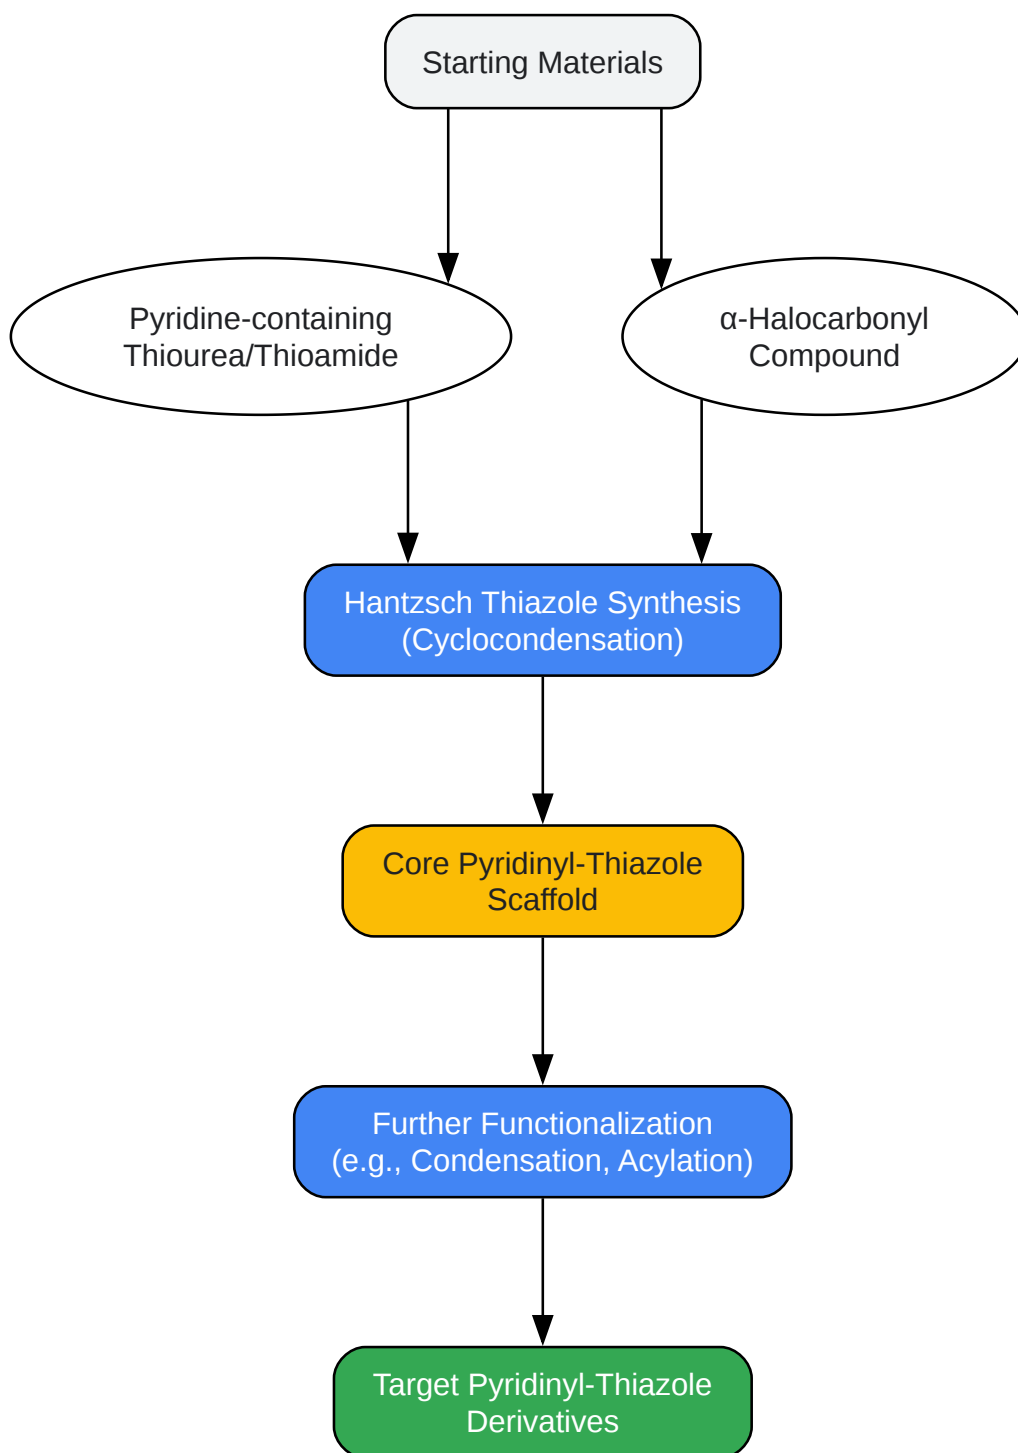 Starting Materials
Pyridine-containing
Thiourea/Thioamide
α-Halocarbonyl
Compound
Hantzsch Thiazole Synthesis
(Cyclocondensation)
Core Pyridinyl-Thiazole
Scaffold
Further Functionalization
(e.g., Condensation, Acylation)
Target Pyridinyl-Thiazole
Derivatives